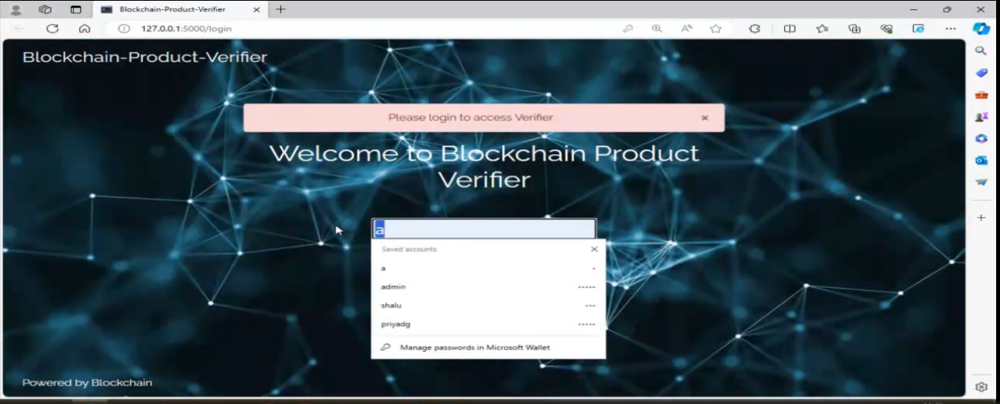 Blockchain-Product-Verifier
127.0.0.1:5000/login
Blockchain-Product-Verifier
Please login to access Verifier
Welcome to Blockchain Product
Verifier
a
Saved accounts
a -
admin -----
shalu ---
priyadg -----
Manage passwords in Microsoft Wallet
Powered by Blockchain